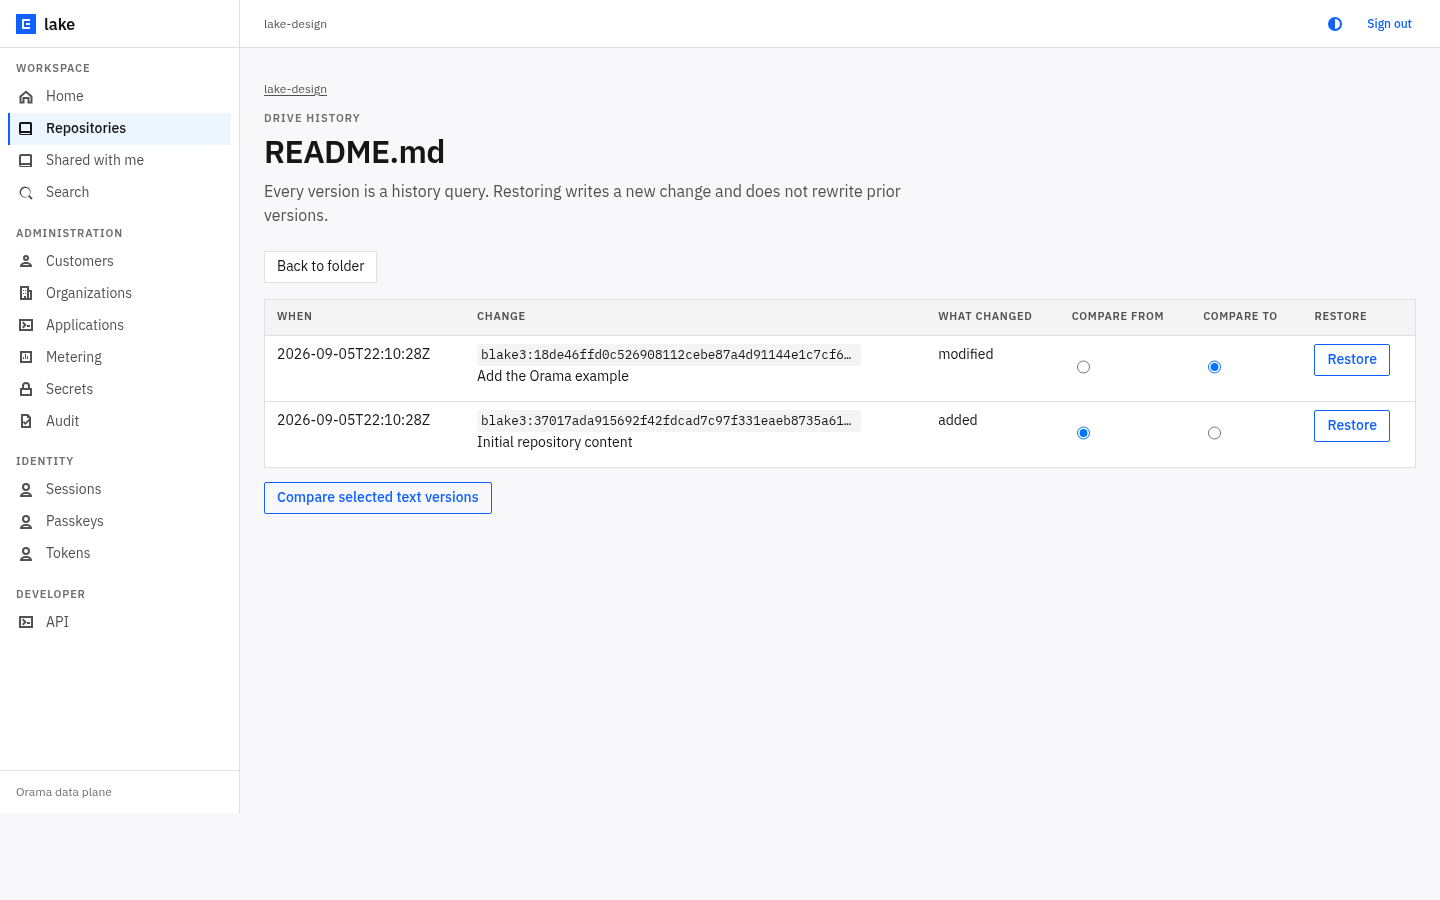 lake
lake-design
Sign out
WORKSPACE
Home
Repositories
Shared with me
Search
ADMINISTRATION
Customers
Organizations
Applications
Metering
Secrets
Audit
IDENTITY
Sessions
Passkeys
Tokens
DEVELOPER
API
Orama data plane
lake-design
DRIVE HISTORY
README.md
Every version is a history query. Restoring writes a new change and does not rewrite prior
versions.
Back to folder
WHEN CHANGE WHAT CHANGED COMPARE FROM COMPARE TO RESTORE
2026-09-05T22:10:28Z blake3:18de46ffd0c526908112cebe87a4d91144e1c7cf6… modified Restore
Add the Orama example
2026-09-05T22:10:28Z blake3:37017ada915692f42fdcad7c97f331eaeb8735a61… added Restore
Initial repository content
Compare selected text versions